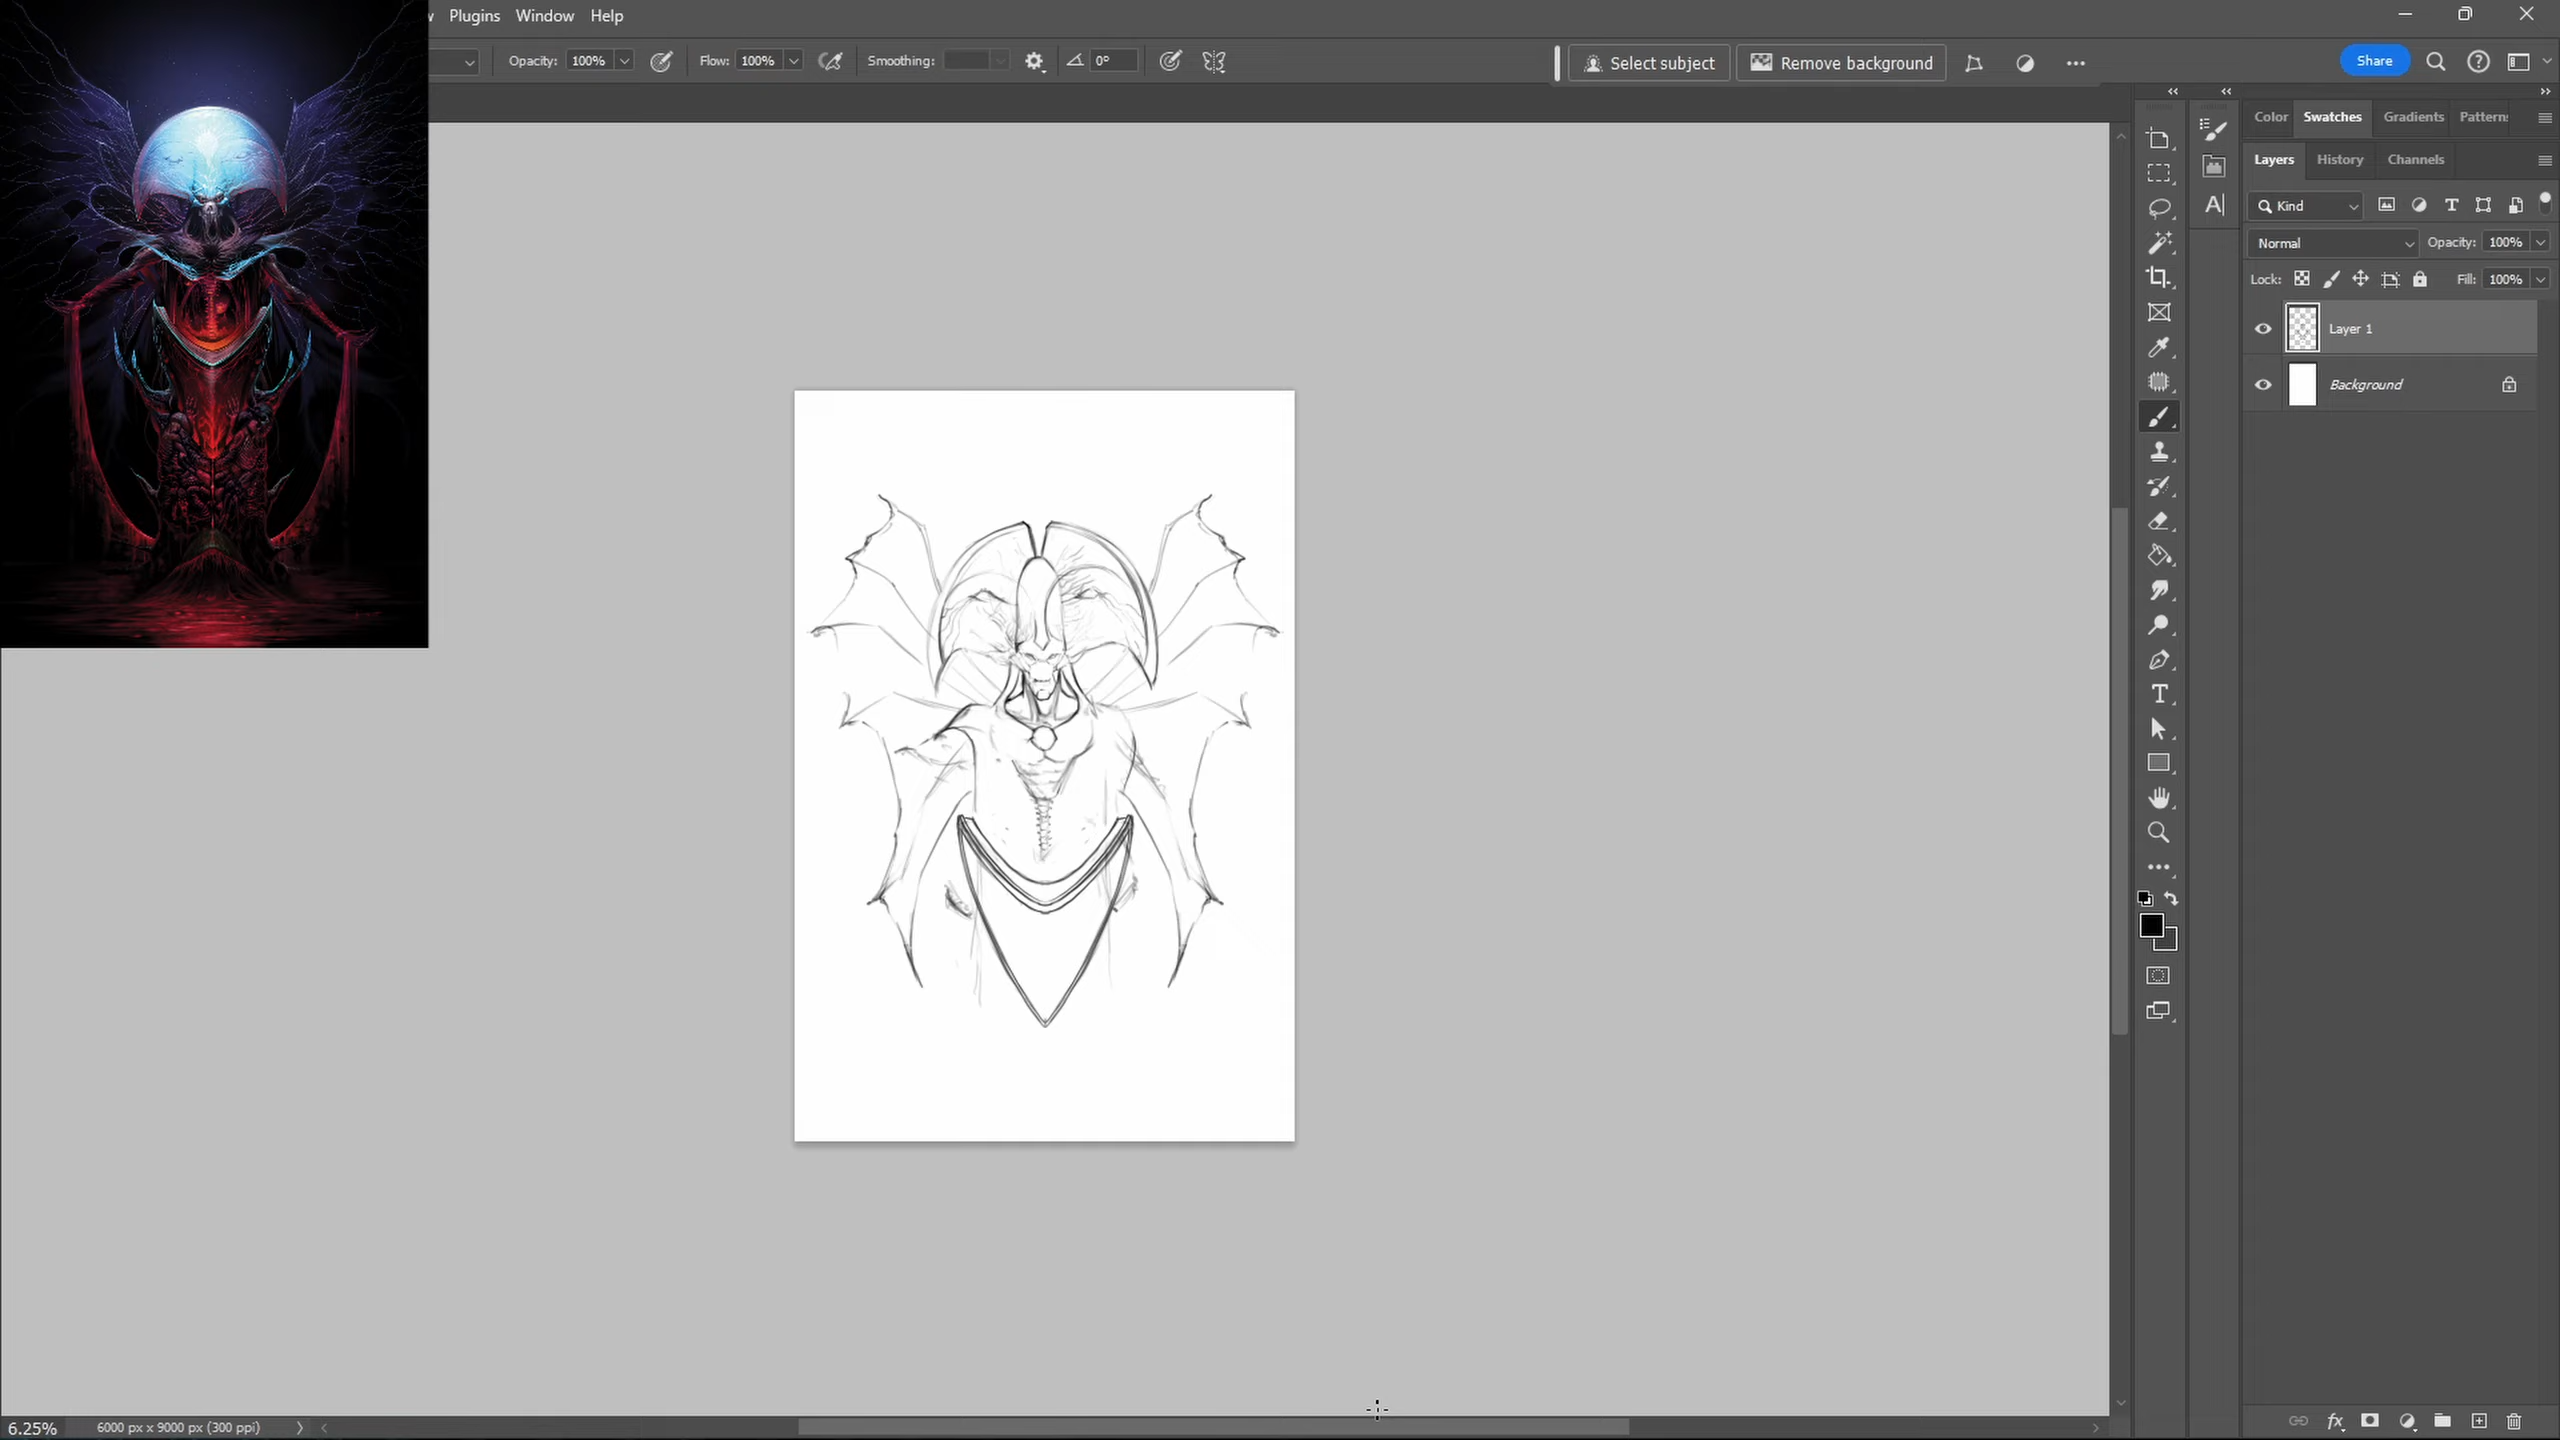 Plugins Window Help
Opacity: 100% Flow: 100% Smoothing: 0° Select subject Remove background Share
Color Swatches Gradients Pattern
Layers History Channels
Kind
Normal Opacity: 100%
Lock: Fill: 100%
Layer 1
Background
6.25% 6000 px x 9000 px (300 ppi)